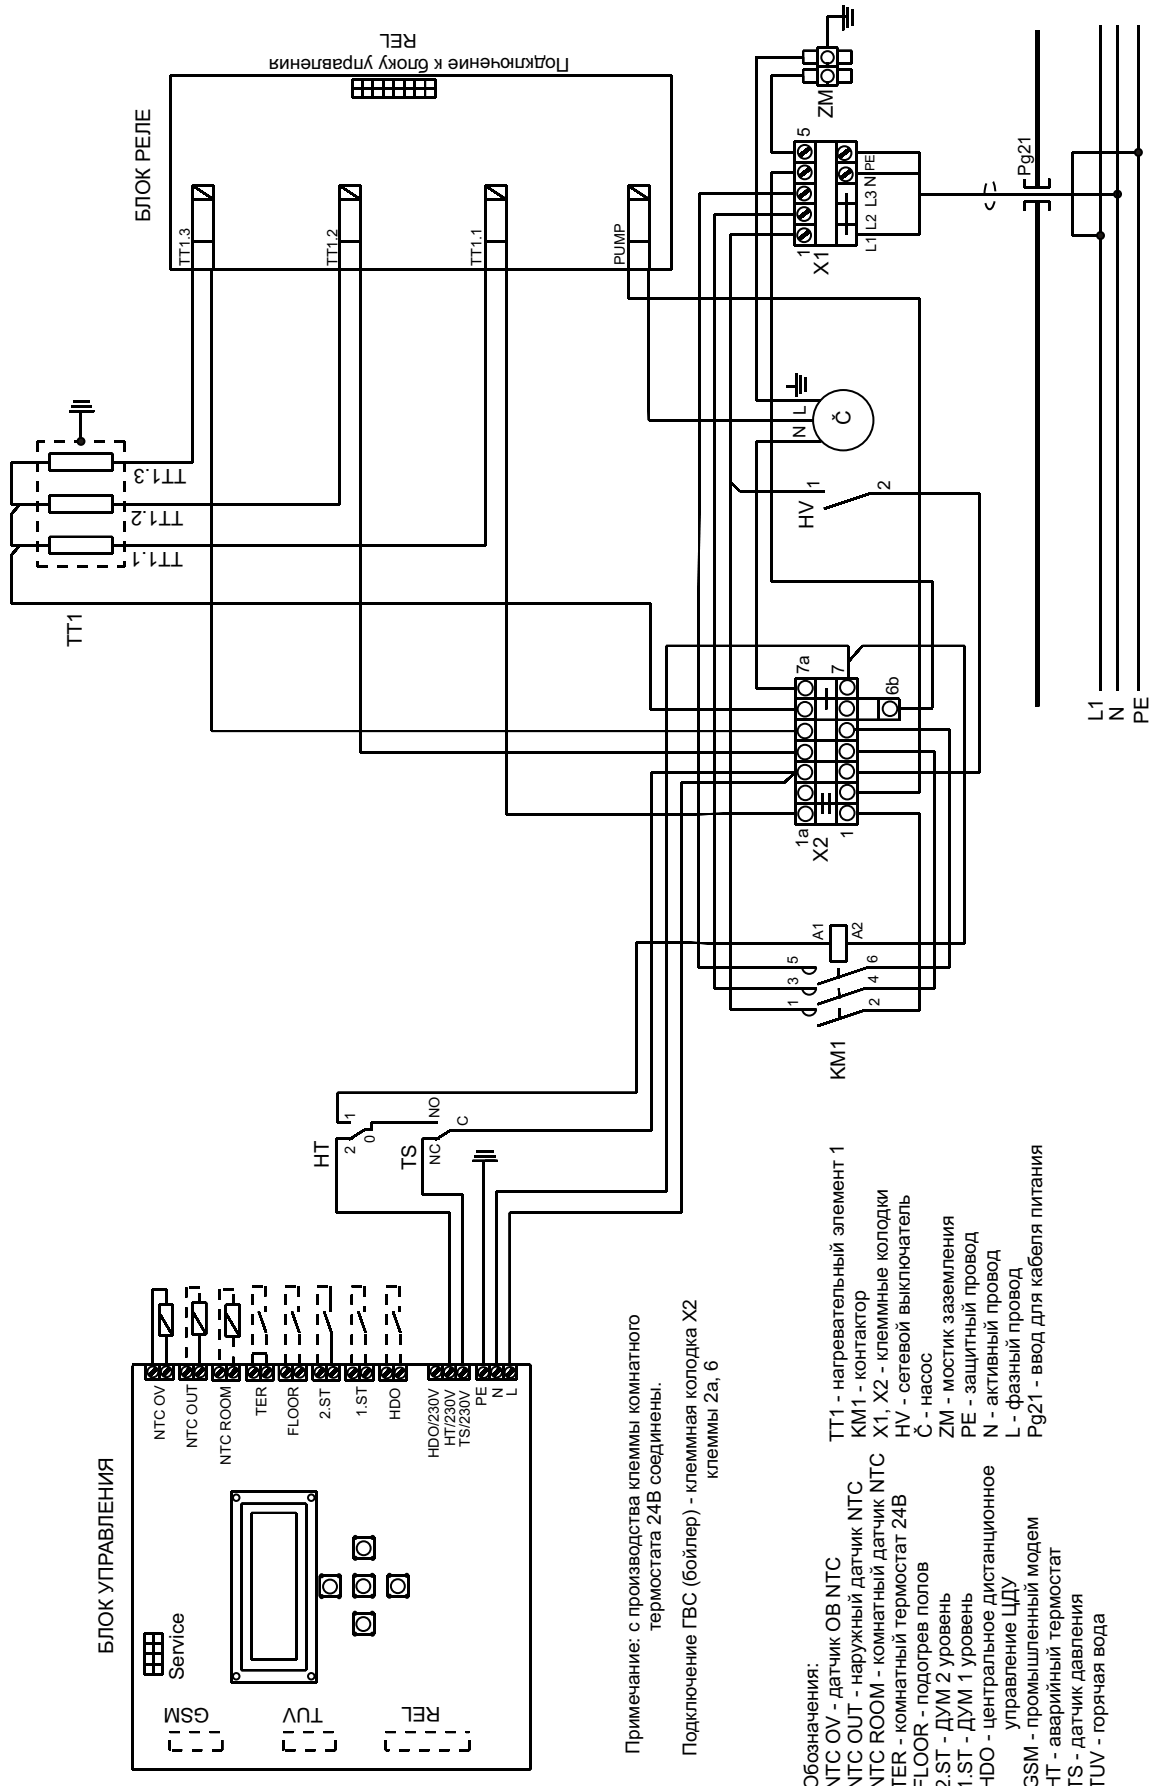 БЛОК УПРАВЛЕНИЯ
Service
GSM
TUV
REL
NTC OV
NTC OUT
NTC ROOM
TER
FLOOR
2.ST
1.ST
HDO
HDO/230V
HT/230V
TS/230V
PE
N
L
HT
2
1
0
TS
NC
NO
C
TT1
TT1.1
TT1.2
TT1.3
БЛОК РЕЛЕ
TT1.3
TT1.2
TT1.1
PUMP
Подключение к блоку управления
REL
KM1
1
3
5
A1
2
4
6
A2
1a
7a
X2
1
7
6b
HV
1
2
N
L
Č
1
5
X1
L1
L2
L3
N
PE
ZM
Pg21
L1
N
PE
Примечание: с производства клеммы комнатного
термостата 24В соединены.
Подключение ГВС (бойлер) - клеммная колодка X2
клеммы 2a, 6
Обозначения:
NTC OV - датчик ОВ NTC
NTC OUT - наружный датчик NTC
NTC ROOM - комнатный датчик NTC
TER - комнатный термостат 24В
FLOOR - подогрев полов
2.ST - ДУМ 2 уровень
1.ST - ДУМ 1 уровень
HDO - центральное дистанционное
управление ЦДУ
GSM - промышленный модем
HT - аварийный термостат
TS - датчик давления
TUV - горячая вода
TT1 - нагревательный элемент 1
KM1 - контактор
X1, X2 - клеммные колодки
HV - сетевой выключатель
Č - насос
ZM - мостик заземления
PE - защитный провод
N - активный провод
L - фазный провод
Pg21 - ввод для кабеля питания